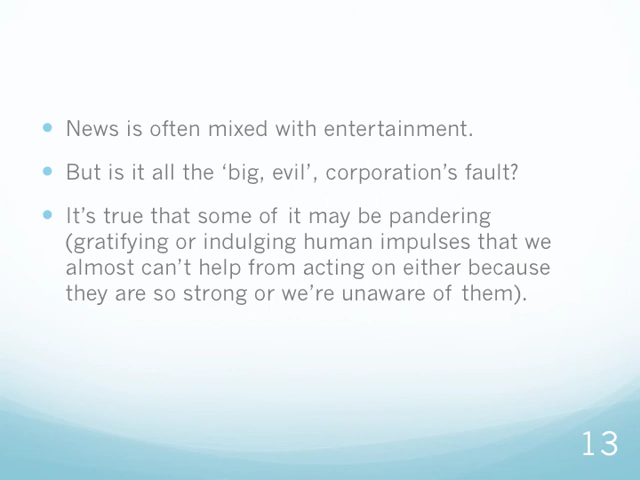 • News is often mixed with entertainment.
• But is it all the ‘big, evil’, corporation’s fault?
• It’s true that some of it may be pandering
(gratifying or indulging human impulses that we
almost can’t help from acting on either because
they are so strong or we’re unaware of them).
13